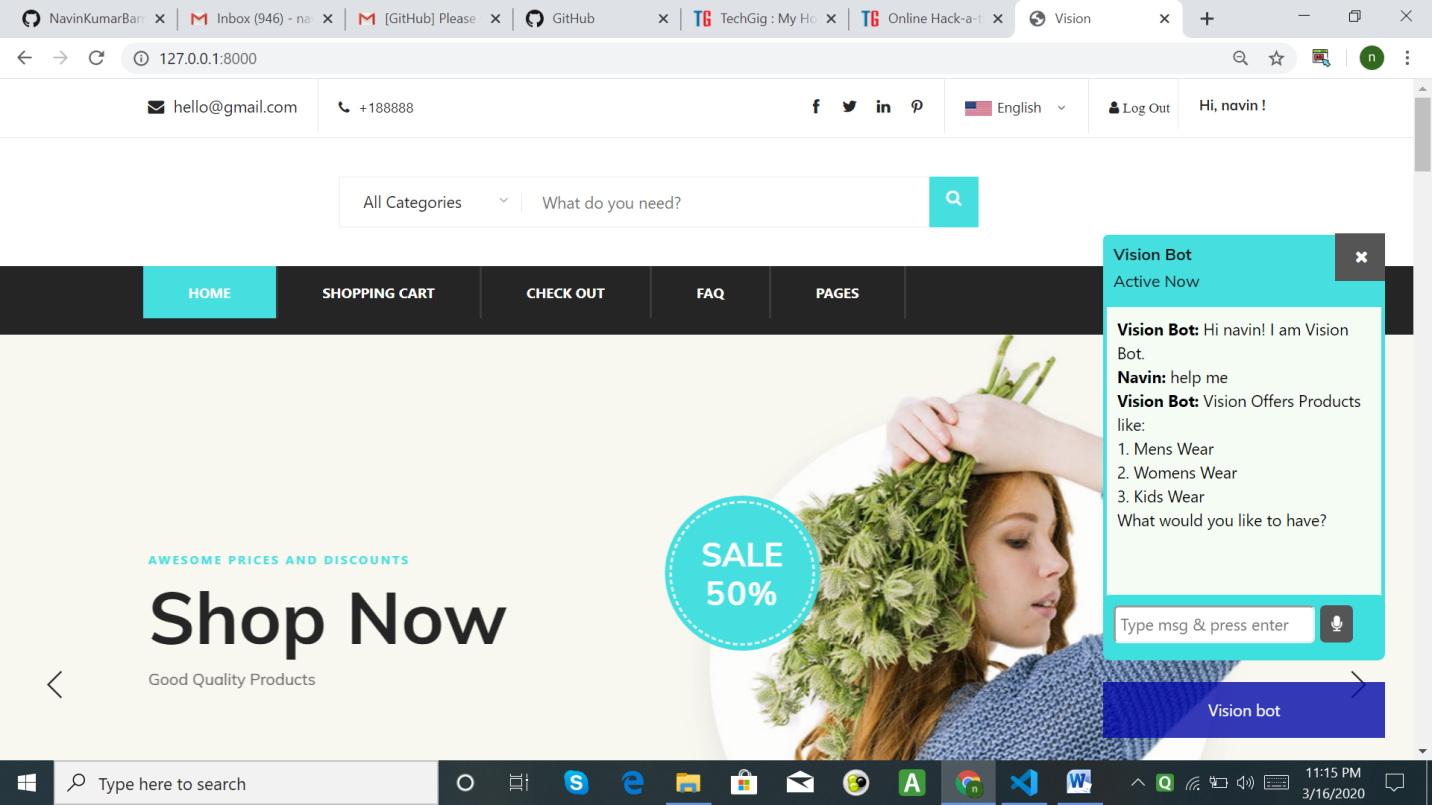 NavinKumarBarn
Inbox (946) - nav
[GitHub] Please
GitHub
TechGig : My Ho
Online Hack-a-t
Vision
127.0.0.1:8000
n
hello@gmail.com
+188888
English
Log Out
Hi, navin !
All Categories
What do you need?
HOME
SHOPPING CART
CHECK OUT
FAQ
PAGES
AWESOME PRICES AND DISCOUNTS
Shop Now
Good Quality Products
SALE
50%
Vision Bot
Active Now
Vision Bot: Hi navin! I am Vision
Bot.
Navin: help me
Vision Bot: Vision Offers Products
like:
1. Mens Wear
2. Womens Wear
3. Kids Wear
What would you like to have?
Type msg & press enter
Vision bot
Type here to search
11:15 PM
3/16/2020